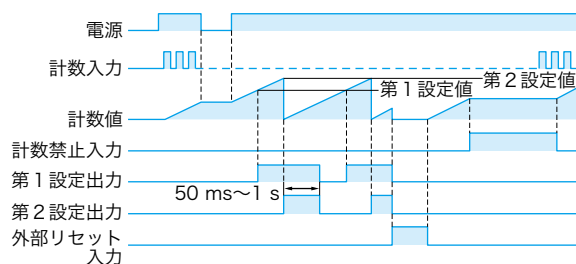 電源
計数入力
第2設定値
第1設定値
計数値
計数禁止入力
第1設定出力
50 ms～1 s
第2設定出力
外部リセット
入力